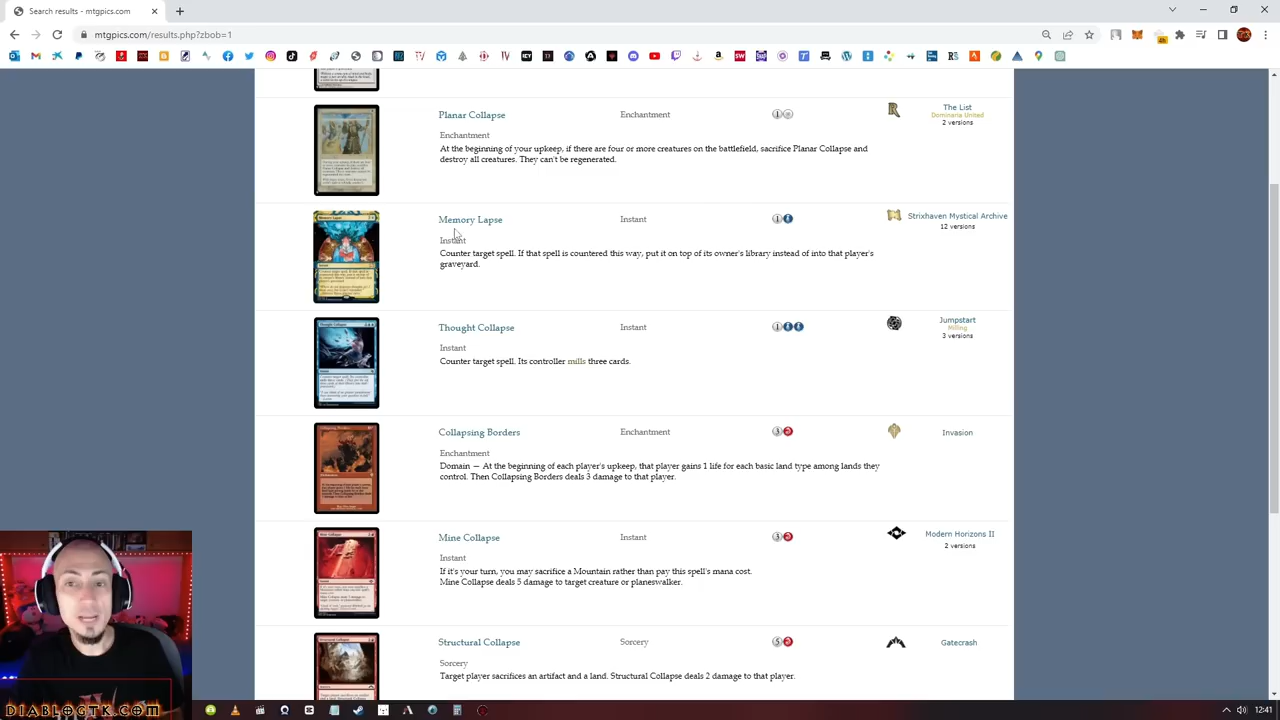 Search results - mtgpics.com
mtgpics.com/results.php?zbob=1
Planar Collapse
Enchantment
The List
Dominaria United
2 versions
Enchantment
At the beginning of your upkeep, if there are four or more creatures on the battlefield, sacrifice Planar Collapse and
destroy all creatures. They can't be regenerated.
Memory Lapse
Instant
Strixhaven Mystical Archive
12 versions
Instant
Counter target spell. If that spell is countered this way, put it on top of its owner's library instead of into that player's
graveyard.
Thought Collapse
Instant
Jumpstart
Milling
3 versions
Instant
Counter target spell. Its controller mills three cards.
Collapsing Borders
Enchantment
Invasion
Enchantment
Domain — At the beginning of each player's upkeep, that player gains 1 life for each basic land type among lands they
control. Then Collapsing Borders deals 3 damage to that player.
Mine Collapse
Instant
Modern Horizons II
2 versions
Instant
If it's your turn, you may sacrifice a Mountain rather than pay this spell's mana cost.
Mine Collapse deals 5 damage to target creature or planeswalker.
Structural Collapse
Sorcery
Gatecrash
Sorcery
Target player sacrifices an artifact and a land. Structural Collapse deals 2 damage to that player.
12:41